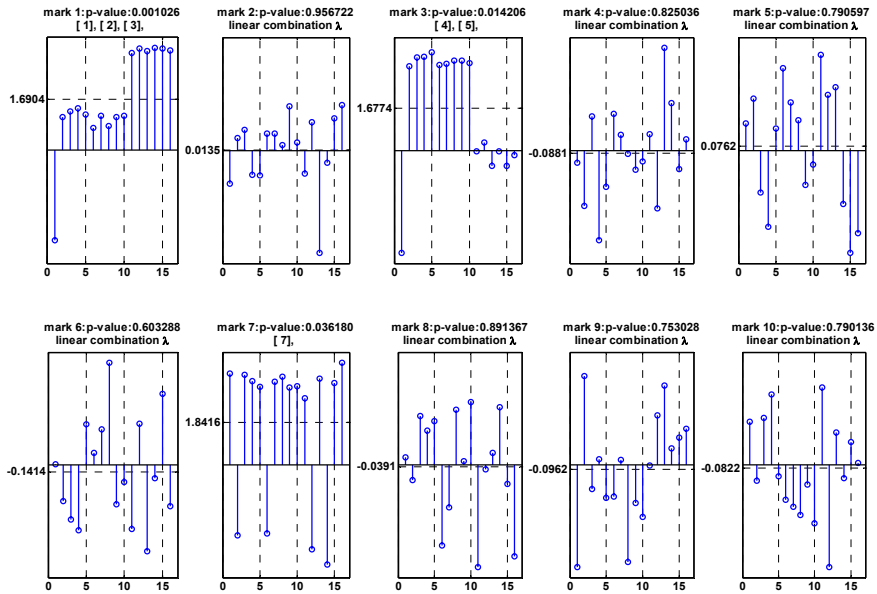 mark 1:p-value:0.001026
[ 1], [ 2], [ 3],
mark 2:p-value:0.956722
linear combination λ
mark 3:p-value:0.014206
[ 4], [ 5],
mark 4:p-value:0.825036
linear combination λ
mark 5:p-value:0.790597
linear combination λ
1.6904
0.0135
1.6774
-0.0881
0.0762
0 5 10 15
0 5 10 15
0 5 10 15
0 5 10 15
0 5 10 15
mark 6:p-value:0.603288
linear combination λ
mark 7:p-value:0.036180
[ 7],
mark 8:p-value:0.891367
linear combination λ
mark 9:p-value:0.753028
linear combination λ
mark 10:p-value:0.790136
linear combination λ
-0.1414
1.8416
-0.0391
-0.0962
-0.0822
0 5 10 15
0 5 10 15
0 5 10 15
0 5 10 15
0 5 10 15